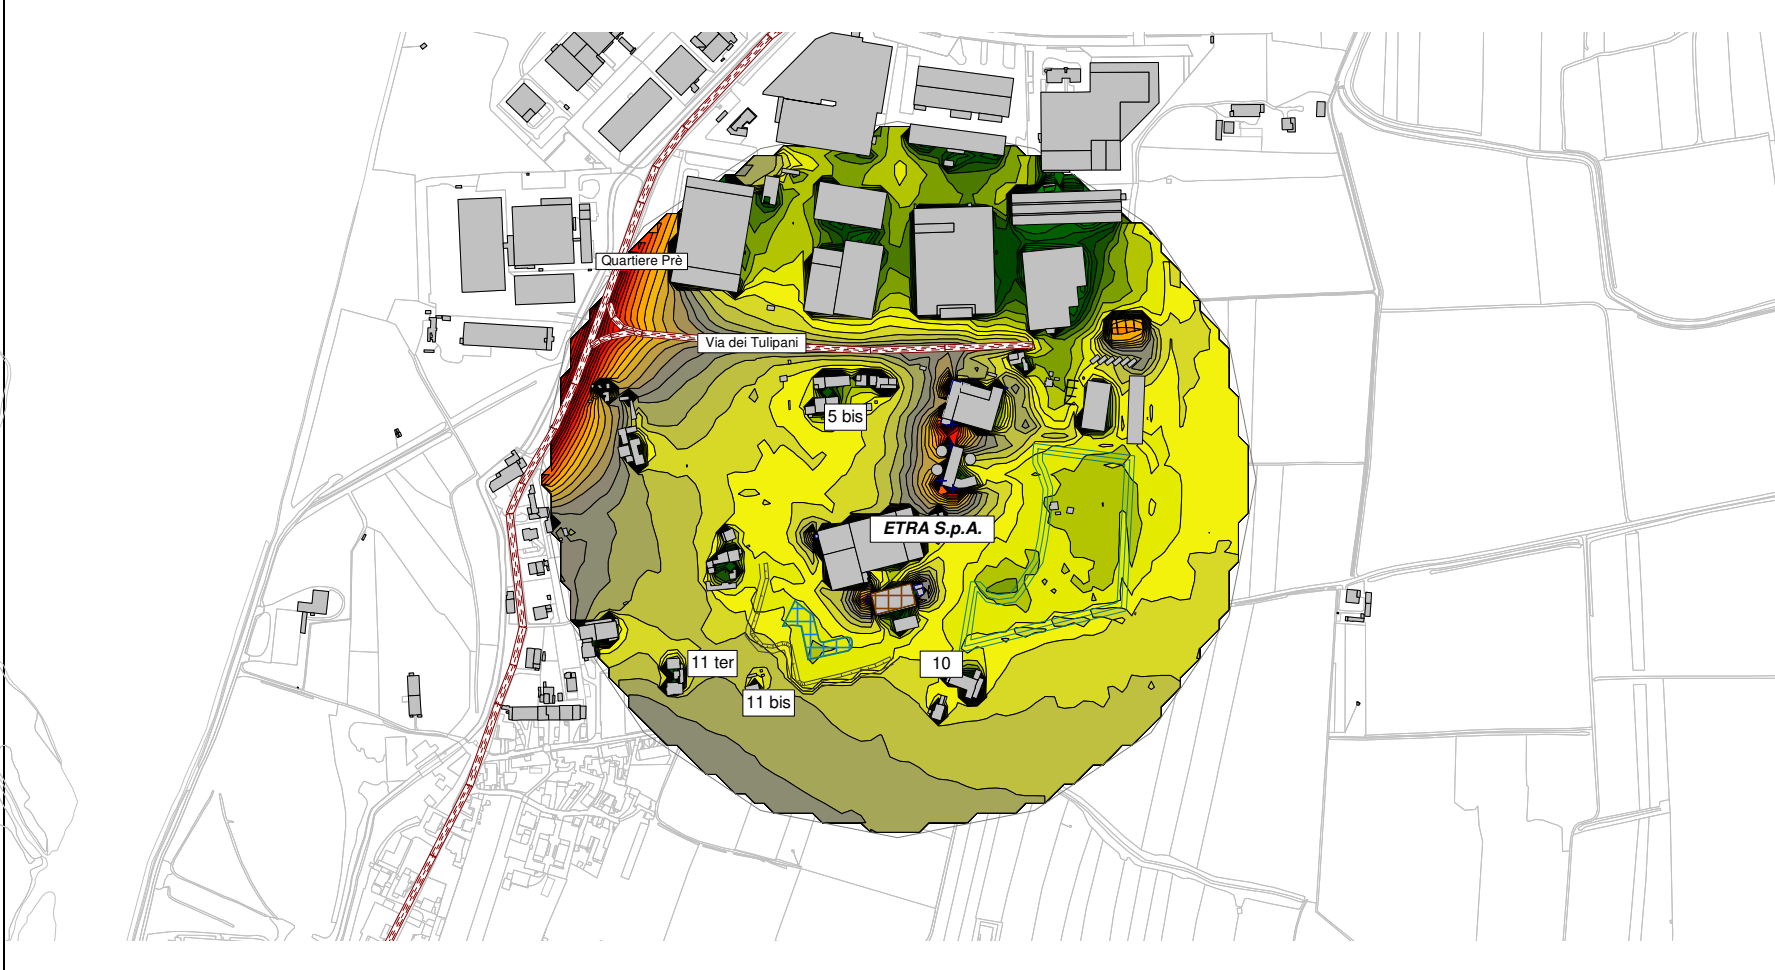 Quartiere Prè
Via dei Tulipani
5 bis
ETRA S.p.A.
11 ter
10
11 bis